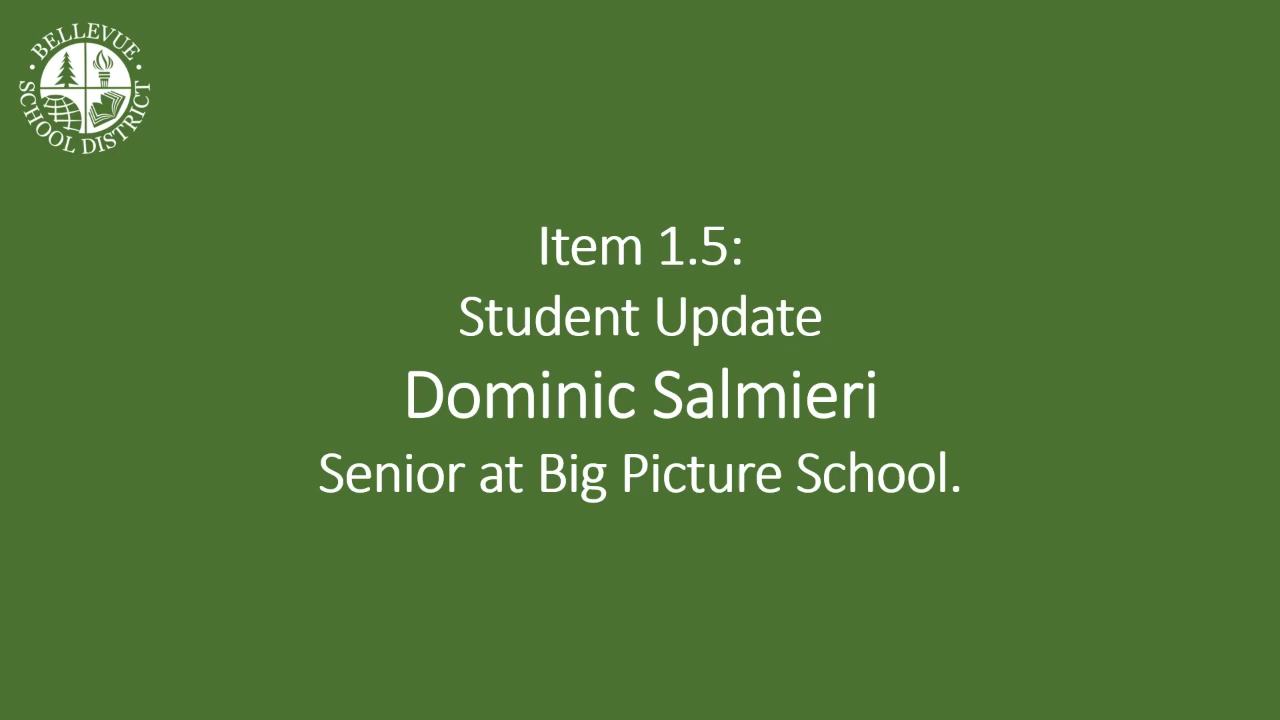 BELLEVUE
SCHOOL DISTRICT
Item 1.5:
Student Update
Dominic Salmieri
Senior at Big Picture School.